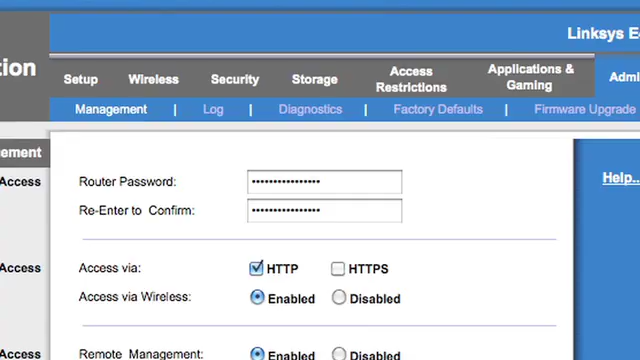 Linksys E
tion
Setup Wireless Security Storage Access Restrictions Applications & Gaming Admi
Management | Log | Diagnostics | Factory Defaults | Firmware Upgrade
ement
Access Router Password: •••••••••••••••• Help...
Re-Enter to Confirm: ••••••••••••••••
Access Access via: HTTP HTTPS
Access via Wireless: Enabled Disabled
Access Remote Management: Enabled Disabled